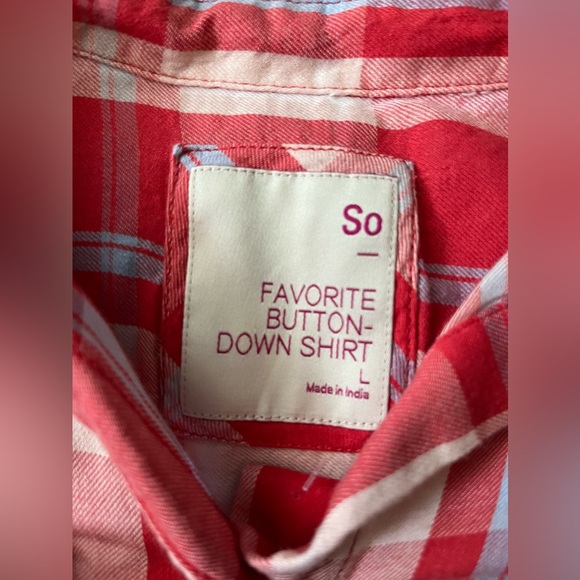 So
FAVORITE
BUTTON-
DOWN SHIRT
L
Made in India